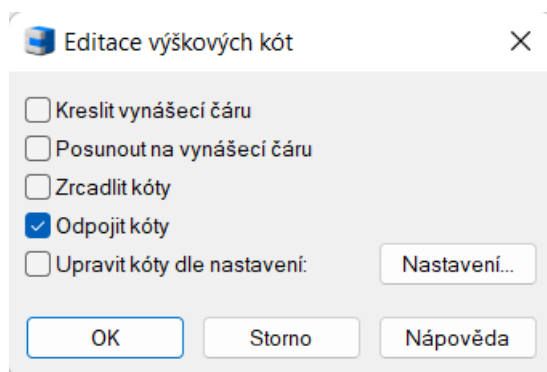 Editace výškových kót
Kreslit vynášecí čáru
Posunout na vynášecí čáru
Zrcadlit kóty
Odpojit kóty
Upravit kóty dle nastavení:
Nastavení...
OK
Storno
Nápověda